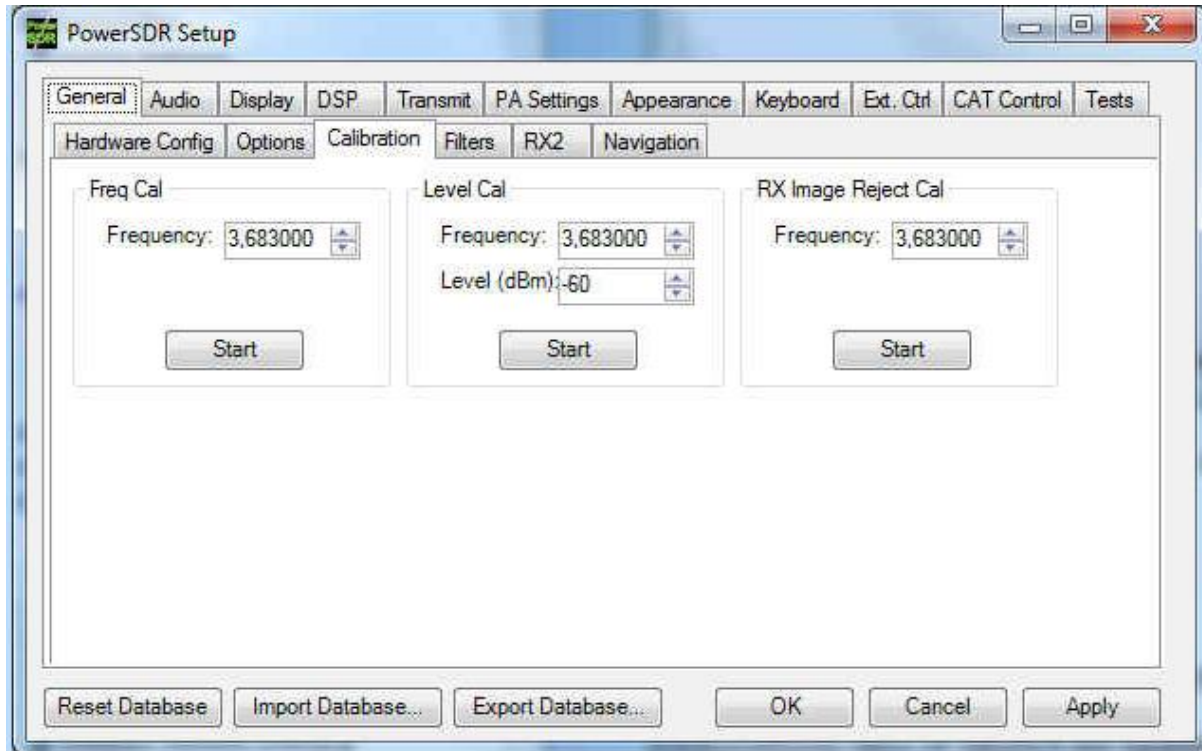 PowerSDR Setup
General Audio Display DSP Transmit PA Settings Appearance Keyboard Ext. Ctrl CAT Control Tests
Hardware Config Options Calibration Filters RX2 Navigation
Freq Cal Level Cal RX Image Reject Cal
Frequency: 3,683000 Frequency: 3,683000 Frequency: 3,683000
Level (dBm): -60
Start Start Start
Reset Database Import Database... Export Database... OK Cancel Apply